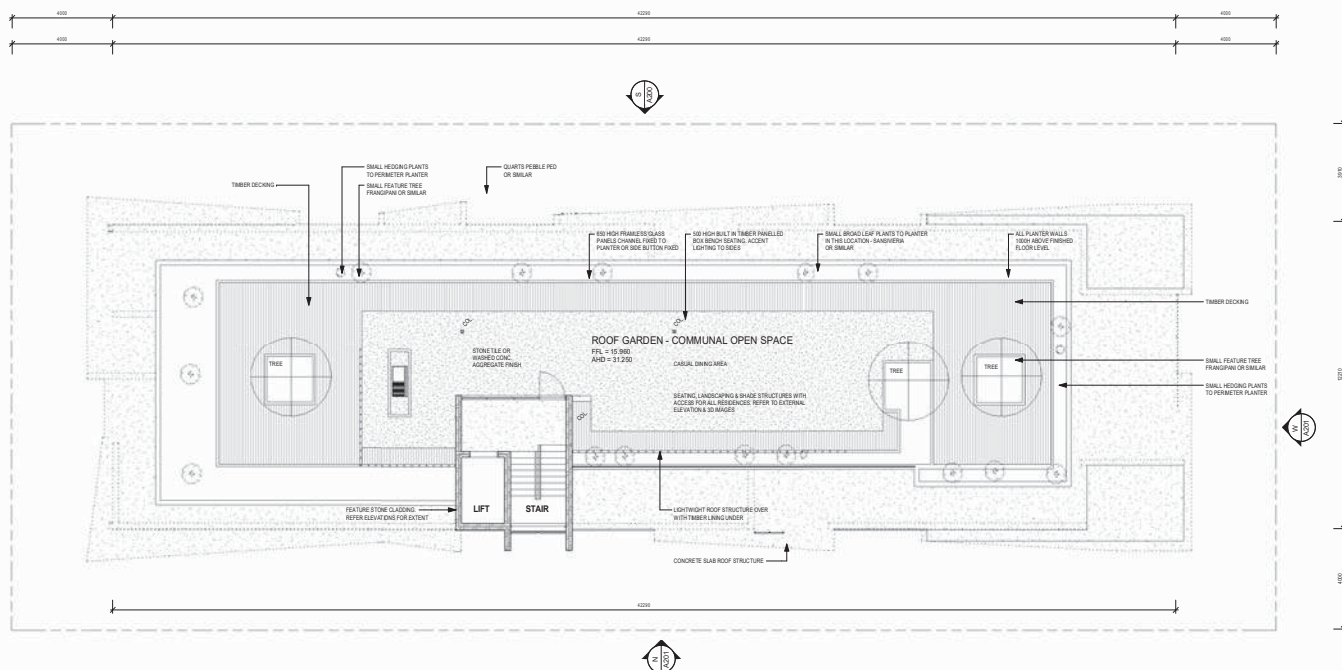 4000
42290
4000
4000
42290
4000
S
A200
SMALL HEDGING PLANTS
TO PERIMETER PLANTER
QUARTS PEBBLE PED
OR SIMILAR
TIMBER DECKING
SMALL FEATURE TREE
FRANGIPANI OR SIMILAR
650 HIGH FRAMLESS GLASS
PANELS CHANNEL FIXED TO
PLANTER OR SIDE BUTTON FIXED
500 HIGH BUILT IN TIMBER PANELLED
BOX BENCH SEATING. ACCENT
LIGHTING TO SIDES
SMALL BROAD LEAF PLANTS TO PLANTER
IN THIS LOCATION - SANSIVIERIA
OR SIMILAR
ALL PLANTER WALLS
1000H ABOVE FINISHED
FLOOR LEVEL
3910
TIMBER DECKING
COL
COL
ROOF GARDEN - COMMUNAL OPEN SPACE
FFL = 15.960
AHD = 31.250
STONE TILE OR
WASHED CONC.
AGGREGATE FINISH
CASUAL DINING AREA
TREE
TREE
TREE
SMALL FEATURE TREE
FRANGIPANI OR SIMILAR
SMALL HEDGING PLANTS
TO PERIMETER PLANTER
12210
SEATING, LANDSCAPING & SHADE STRUCTURES WITH
ACCESS FOR ALL RESIDENCES. REFER TO EXTERNAL
ELEVATION & 3D IMAGES
COL
W
A201
FEATURE STONE CLADDING.
REFER ELEVATIONS FOR EXTENT
LIFT
STAIR
LIGHTWIGHT ROOF STRUCTURE OVER
WITH TIMBER LINING UNDER
CONCRETE SLAB ROOF STRUCTURE
4000
42290
N
A201